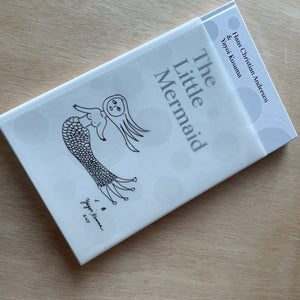 Hans Christian Andersen
&
Yayoi Kusama
The
Little
Mermaid